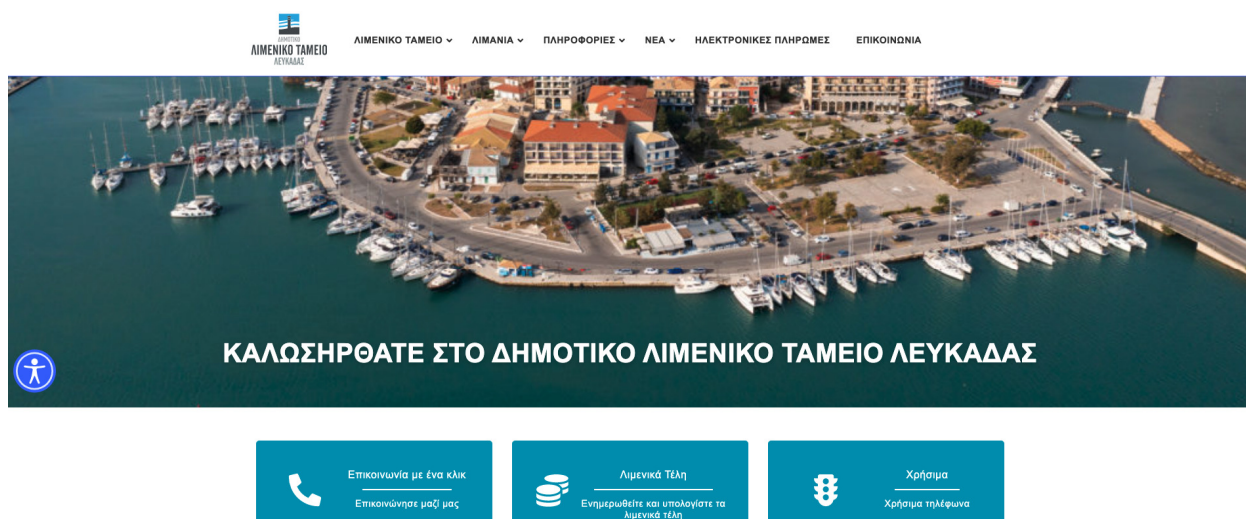 ΔΗΜΟΤΙΚΟ
ΛΙΜΕΝΙΚΟ ΤΑΜΕΙΟ
ΛΕΥΚΑΔΑΣ
ΛΙΜΕΝΙΚΟ ΤΑΜΕΙΟ ΛΙΜΑΝΙΑ ΠΛΗΡΟΦΟΡΙΕΣ ΝΕΑ ΗΛΕΚΤΡΟΝΙΚΕΣ ΠΛΗΡΩΜΕΣ ΕΠΙΚΟΙΝΩΝΙΑ
ΚΑΛΩΣΗΡΘΑΤΕ ΣΤΟ ΔΗΜΟΤΙΚΟ ΛΙΜΕΝΙΚΟ ΤΑΜΕΙΟ ΛΕΥΚΑΔΑΣ
Επικοινωνία με ένα κλικ
Επικοινώνησε μαζί μας
Λιμενικά Τέλη
Ενημερωθείτε και υπολογίστε τα
λιμενικά τέλη
Χρήσιμα
Χρήσιμα τηλέφωνα